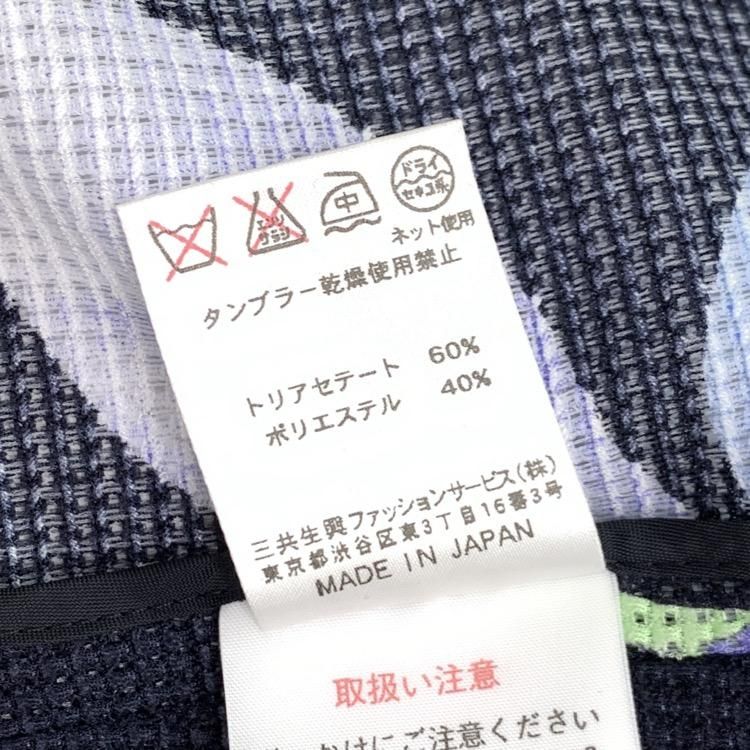 エンソ
サラシ
中
ドライ
セキユ系
ネット使用
タンブラー乾燥使用禁止
トリアセテート 60%
ポリエステル 40%
三共生興ファッションサービス(株)
東京都渋谷区東3丁目16番3号
MADE IN JAPAN
取扱い注意
かけにご注意ください